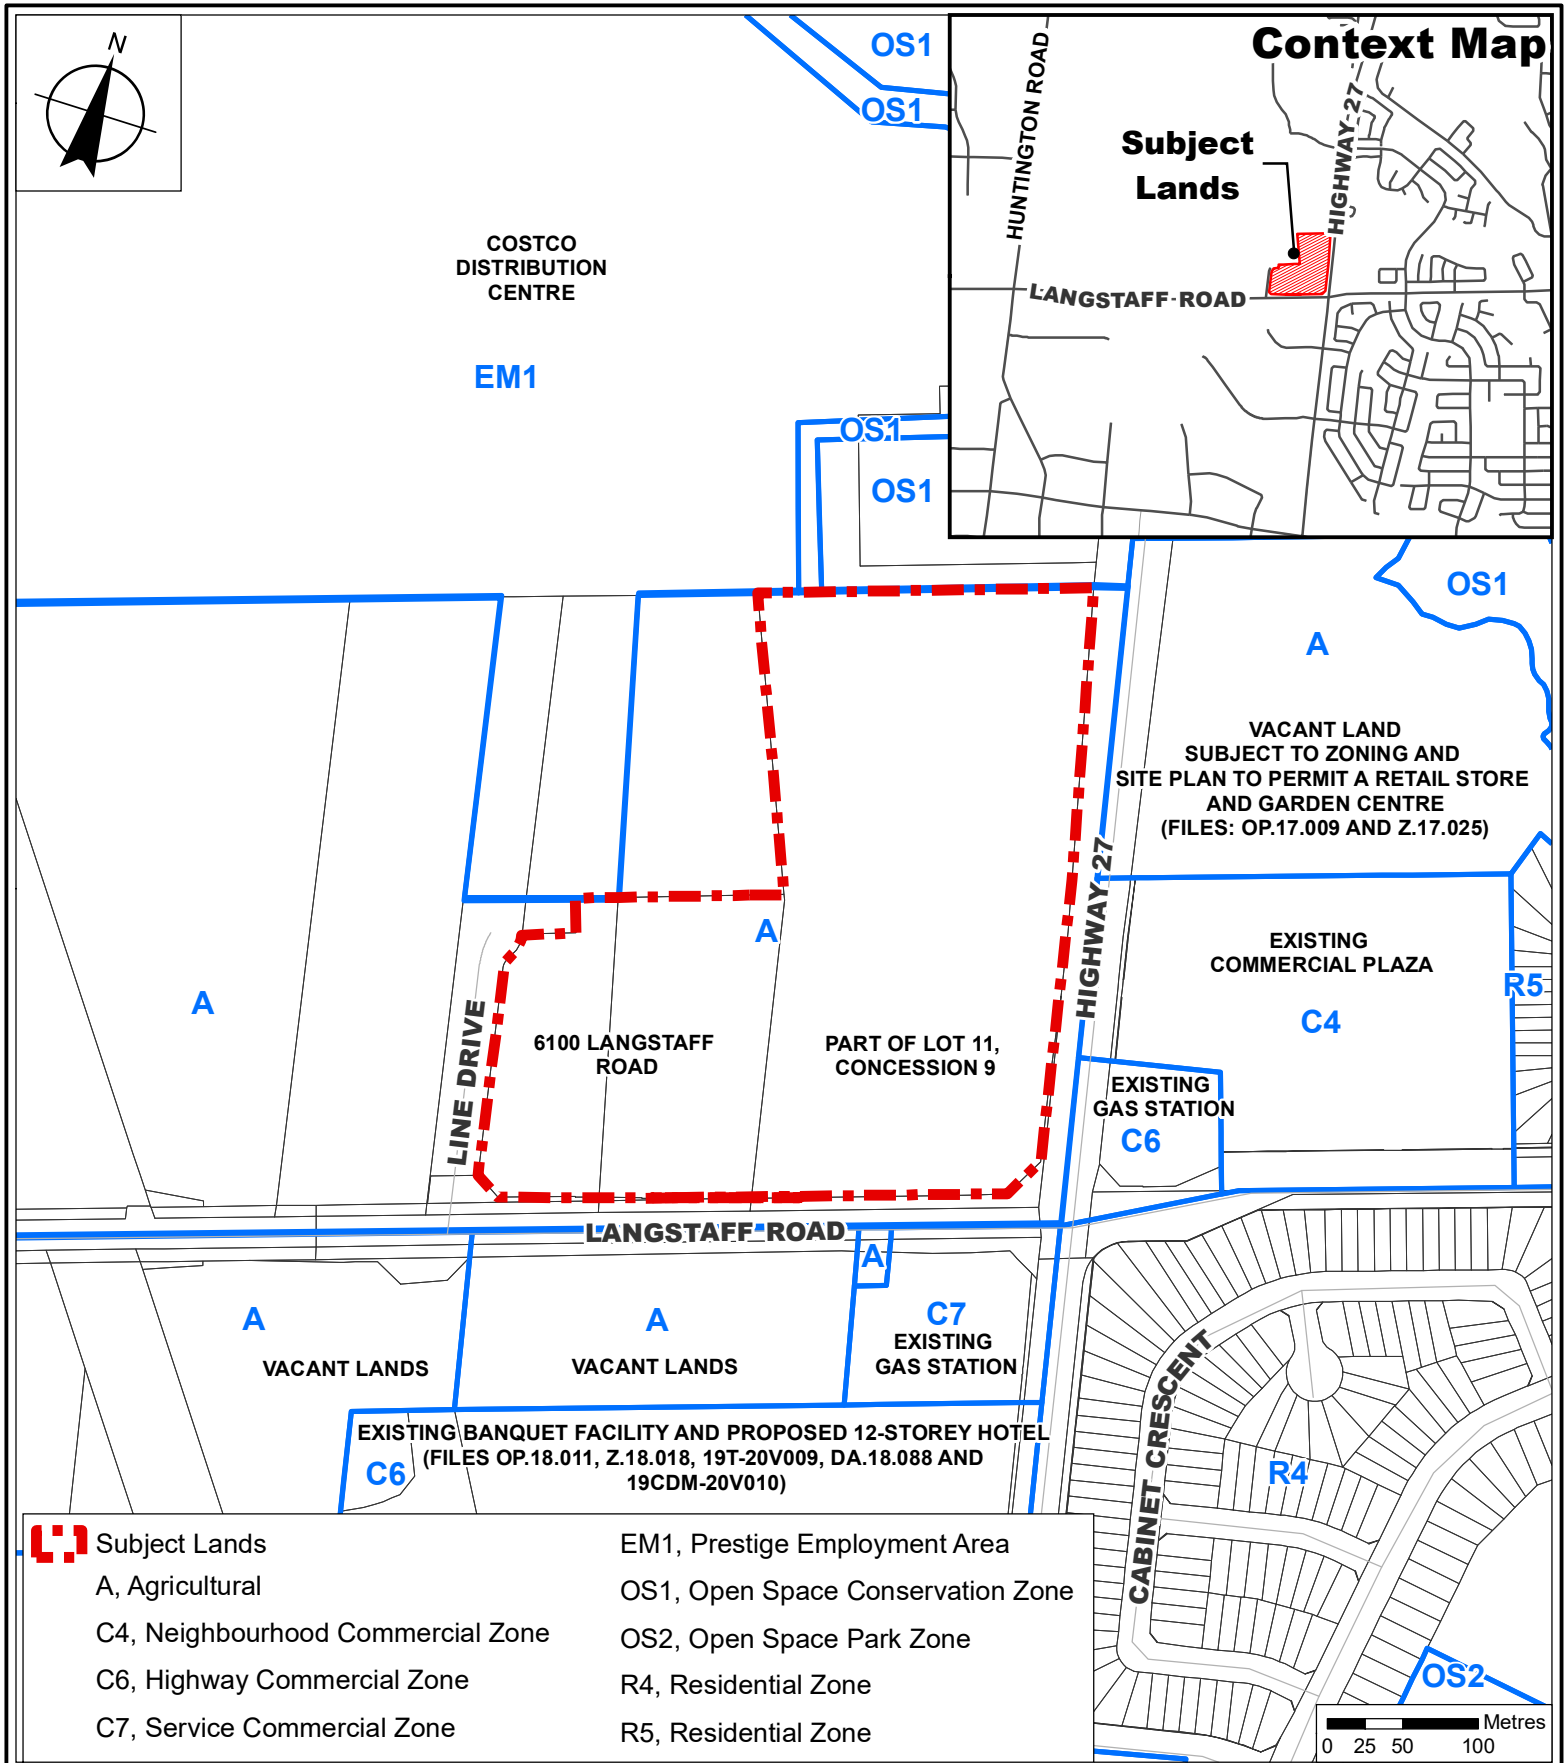 N
OS1
OS1
Context Map
HUNTINGTON ROAD
HIGHWAY 27
Subject
Lands
LANGSTAFF ROAD
COSTCO
DISTRIBUTION
CENTRE
EM1
OS1
OS1
OS1
A
VACANT LAND
SUBJECT TO ZONING AND
SITE PLAN TO PERMIT A RETAIL STORE
AND GARDEN CENTRE
(FILES: OP.17.009 AND Z.17.025)
HIGHWAY 27
A
EXISTING
COMMERCIAL PLAZA
C4
R5
A
LINE DRIVE
6100 LANGSTAFF
ROAD
PART OF LOT 11,
CONCESSION 9
EXISTING
GAS STATION
C6
LANGSTAFF ROAD
A
A
VACANT LANDS
A
VACANT LANDS
C7
EXISTING
GAS STATION
EXISTING BANQUET FACILITY AND PROPOSED 12-STOREY HOTEL
(FILES OP.18.011, Z.18.018, 19T-20V009, DA.18.088 AND
19CDM-20V010)
C6
CABINET CRESCENT
R4
OS2
Subject Lands
A, Agricultural
C4, Neighbourhood Commercial Zone
C6, Highway Commercial Zone
C7, Service Commercial Zone
EM1, Prestige Employment Area
OS1, Open Space Conservation Zone
OS2, Open Space Park Zone
R4, Residential Zone
R5, Residential Zone
Metres
0 25 50 100